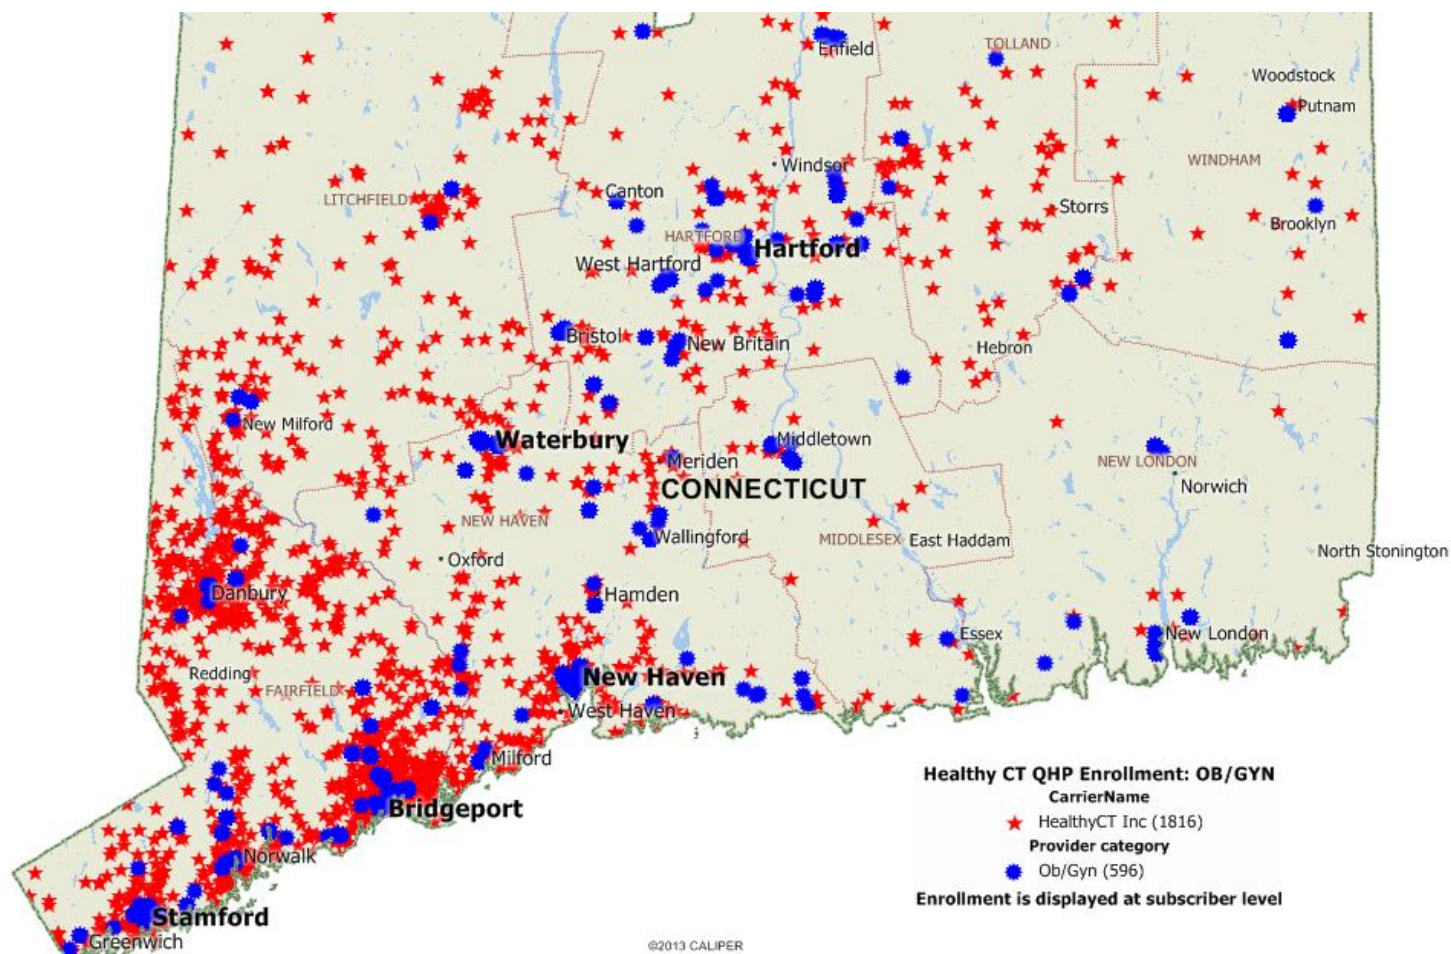 Enfield
TOLLAND
Woodstock
Putnam
Windsor
WINDHAM
Canton
LITCHFIELD
Storrs
Brooklyn
HARTFORD
Hartford
West Hartford
Bristol
New Britain
Hebron
New Milford
Waterbury
Middletown
Meriden
NEW LONDON
CONNECTICUT
Norwich
NEW HAVEN
Wallingford
MIDDLESEX
East Haddam
North Stonington
Oxford
Danbury
Hamden
Essex
New London
Redding
New Haven
FAIRFIELD
West Haven
Milford
Bridgeport
Norwalk
Stamford
Greenwich
Healthy CT QHP Enrollment: OB/GYN
CarrierName
HealthyCT Inc (1816)
Provider category
Ob/Gyn (596)
Enrollment is displayed at subscriber level
©2013 CALIPER